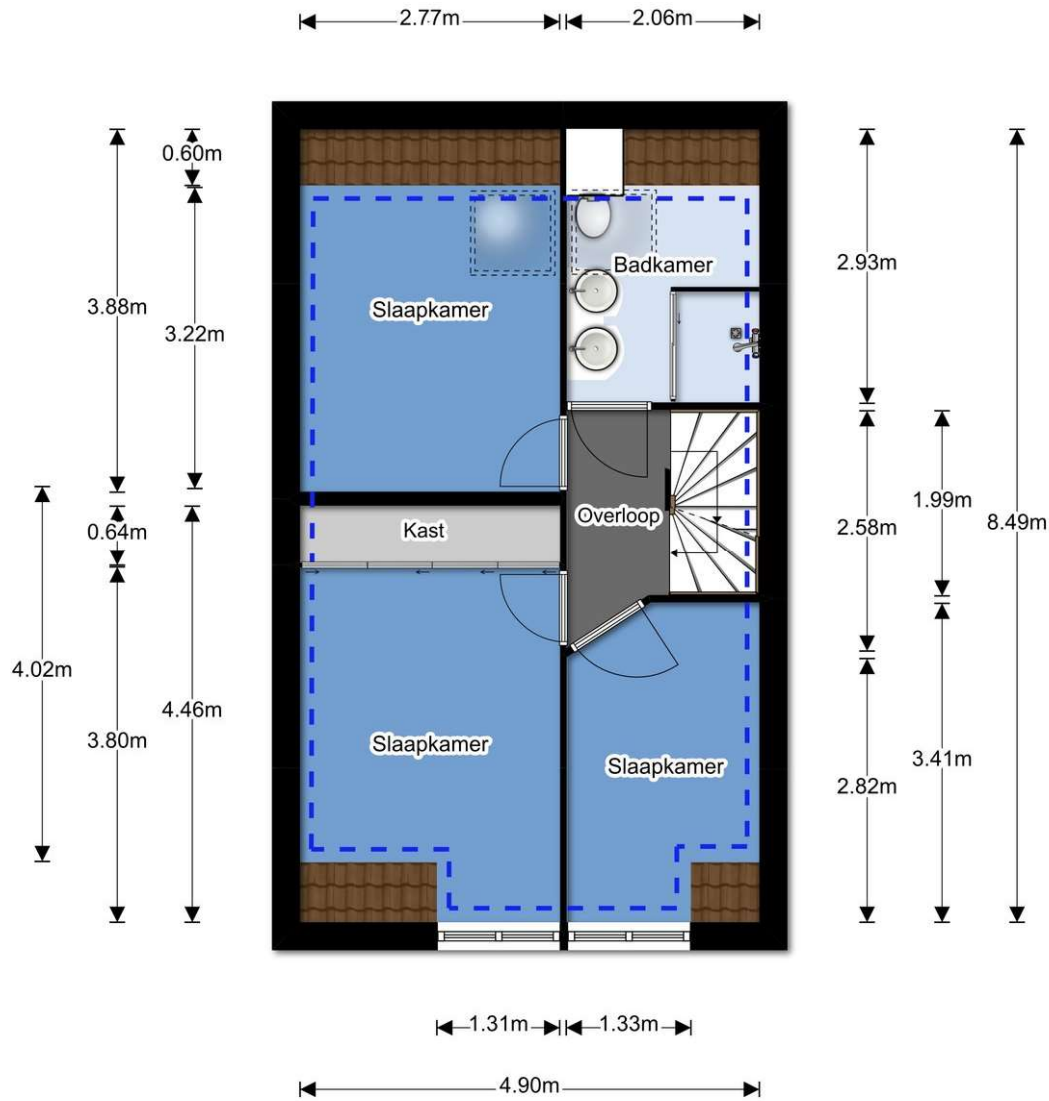 2.77m
2.06m
0.60m
3.88m
3.22m
2.93m
Badkamer
Slaapkamer
0.64m
Kast
Overloop
1.99m
2.58m
8.49m
4.02m
4.46m
3.80m
Slaapkamer
Slaapkamer
3.41m
2.82m
1.31m
1.33m
4.90m